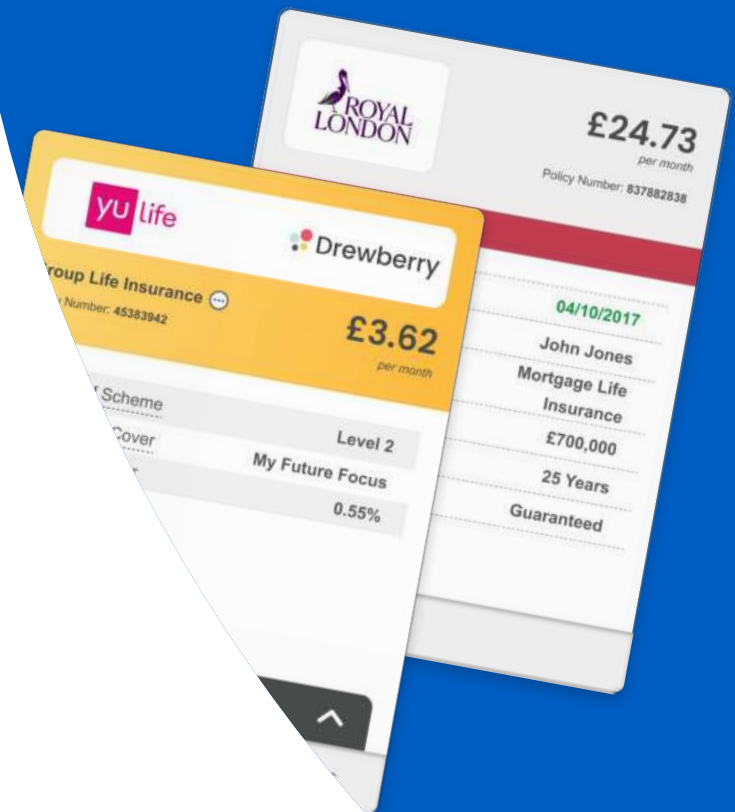 ROYAL
LONDON
£24.73
per month
Policy Number: 837882838
04/10/2017
John Jones
Mortgage Life
Insurance
£700,000
25 Years
Guaranteed
yu life
Drewberry
roup Life Insurance
Number: 45383942
£3.62
per month
Scheme
Level 2
Cover
My Future Focus
0.55%